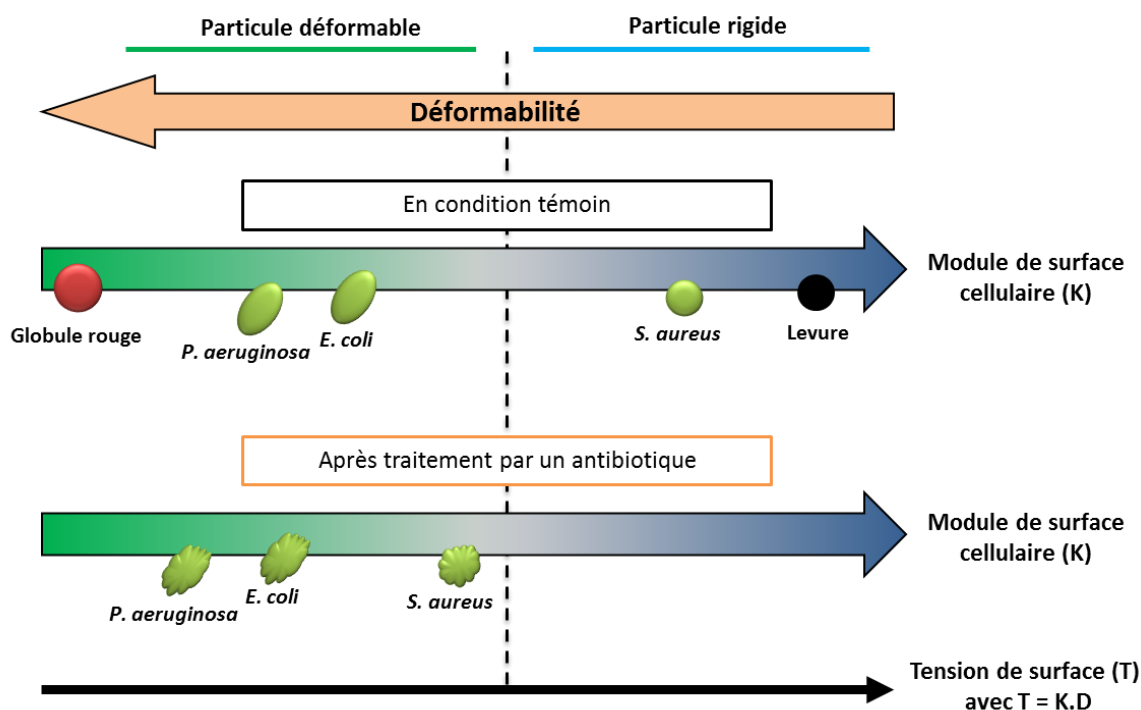 Particule déformable
Particule rigide
Déformabilité
En condition témoin
Module de surface
cellulaire (K)
Globule rouge
P. aeruginosa
E. coli
S. aureus
Levure
Après traitement par un antibiotique
Module de surface
cellulaire (K)
P. aeruginosa
E. coli
S. aureus
Tension de surface (T)
avec T = K.D